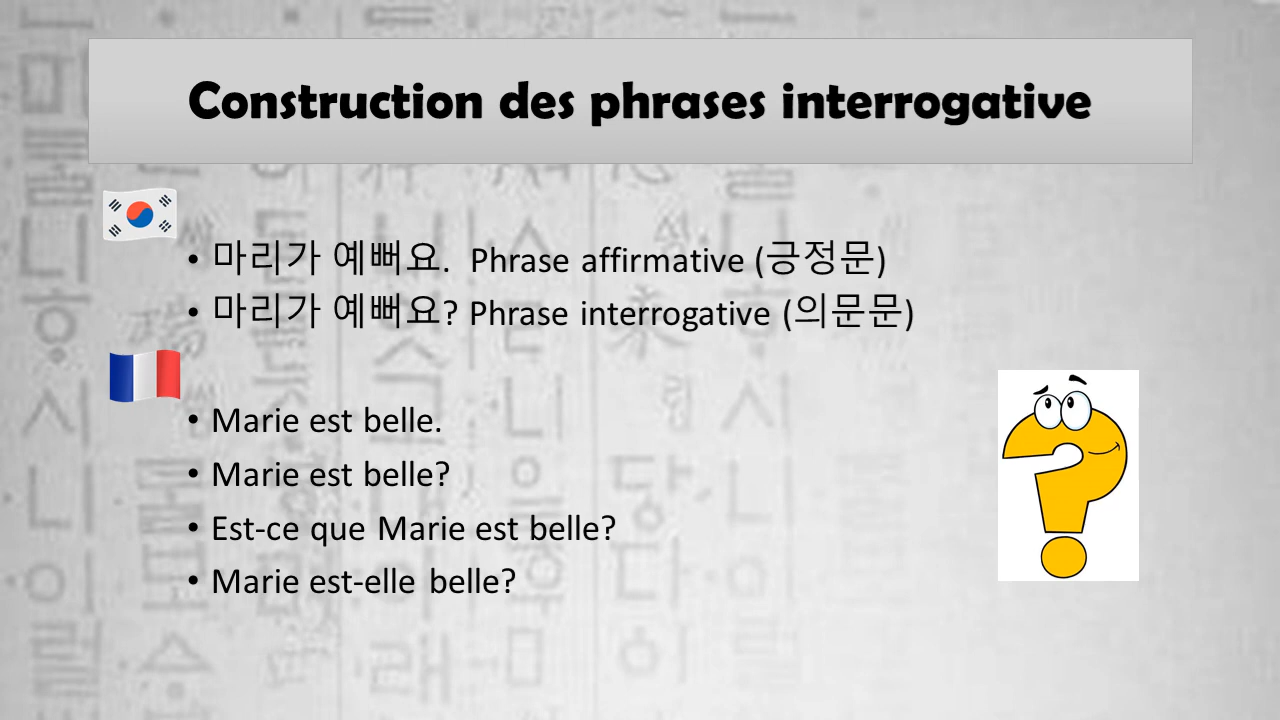 Construction des phrases interrogative
• 마리가 예뻐요. Phrase affirmative (긍정문)
• 마리가 예뻐요? Phrase interrogative (의문문)
• Marie est belle.
• Marie est belle?
• Est-ce que Marie est belle?
• Marie est-elle belle?